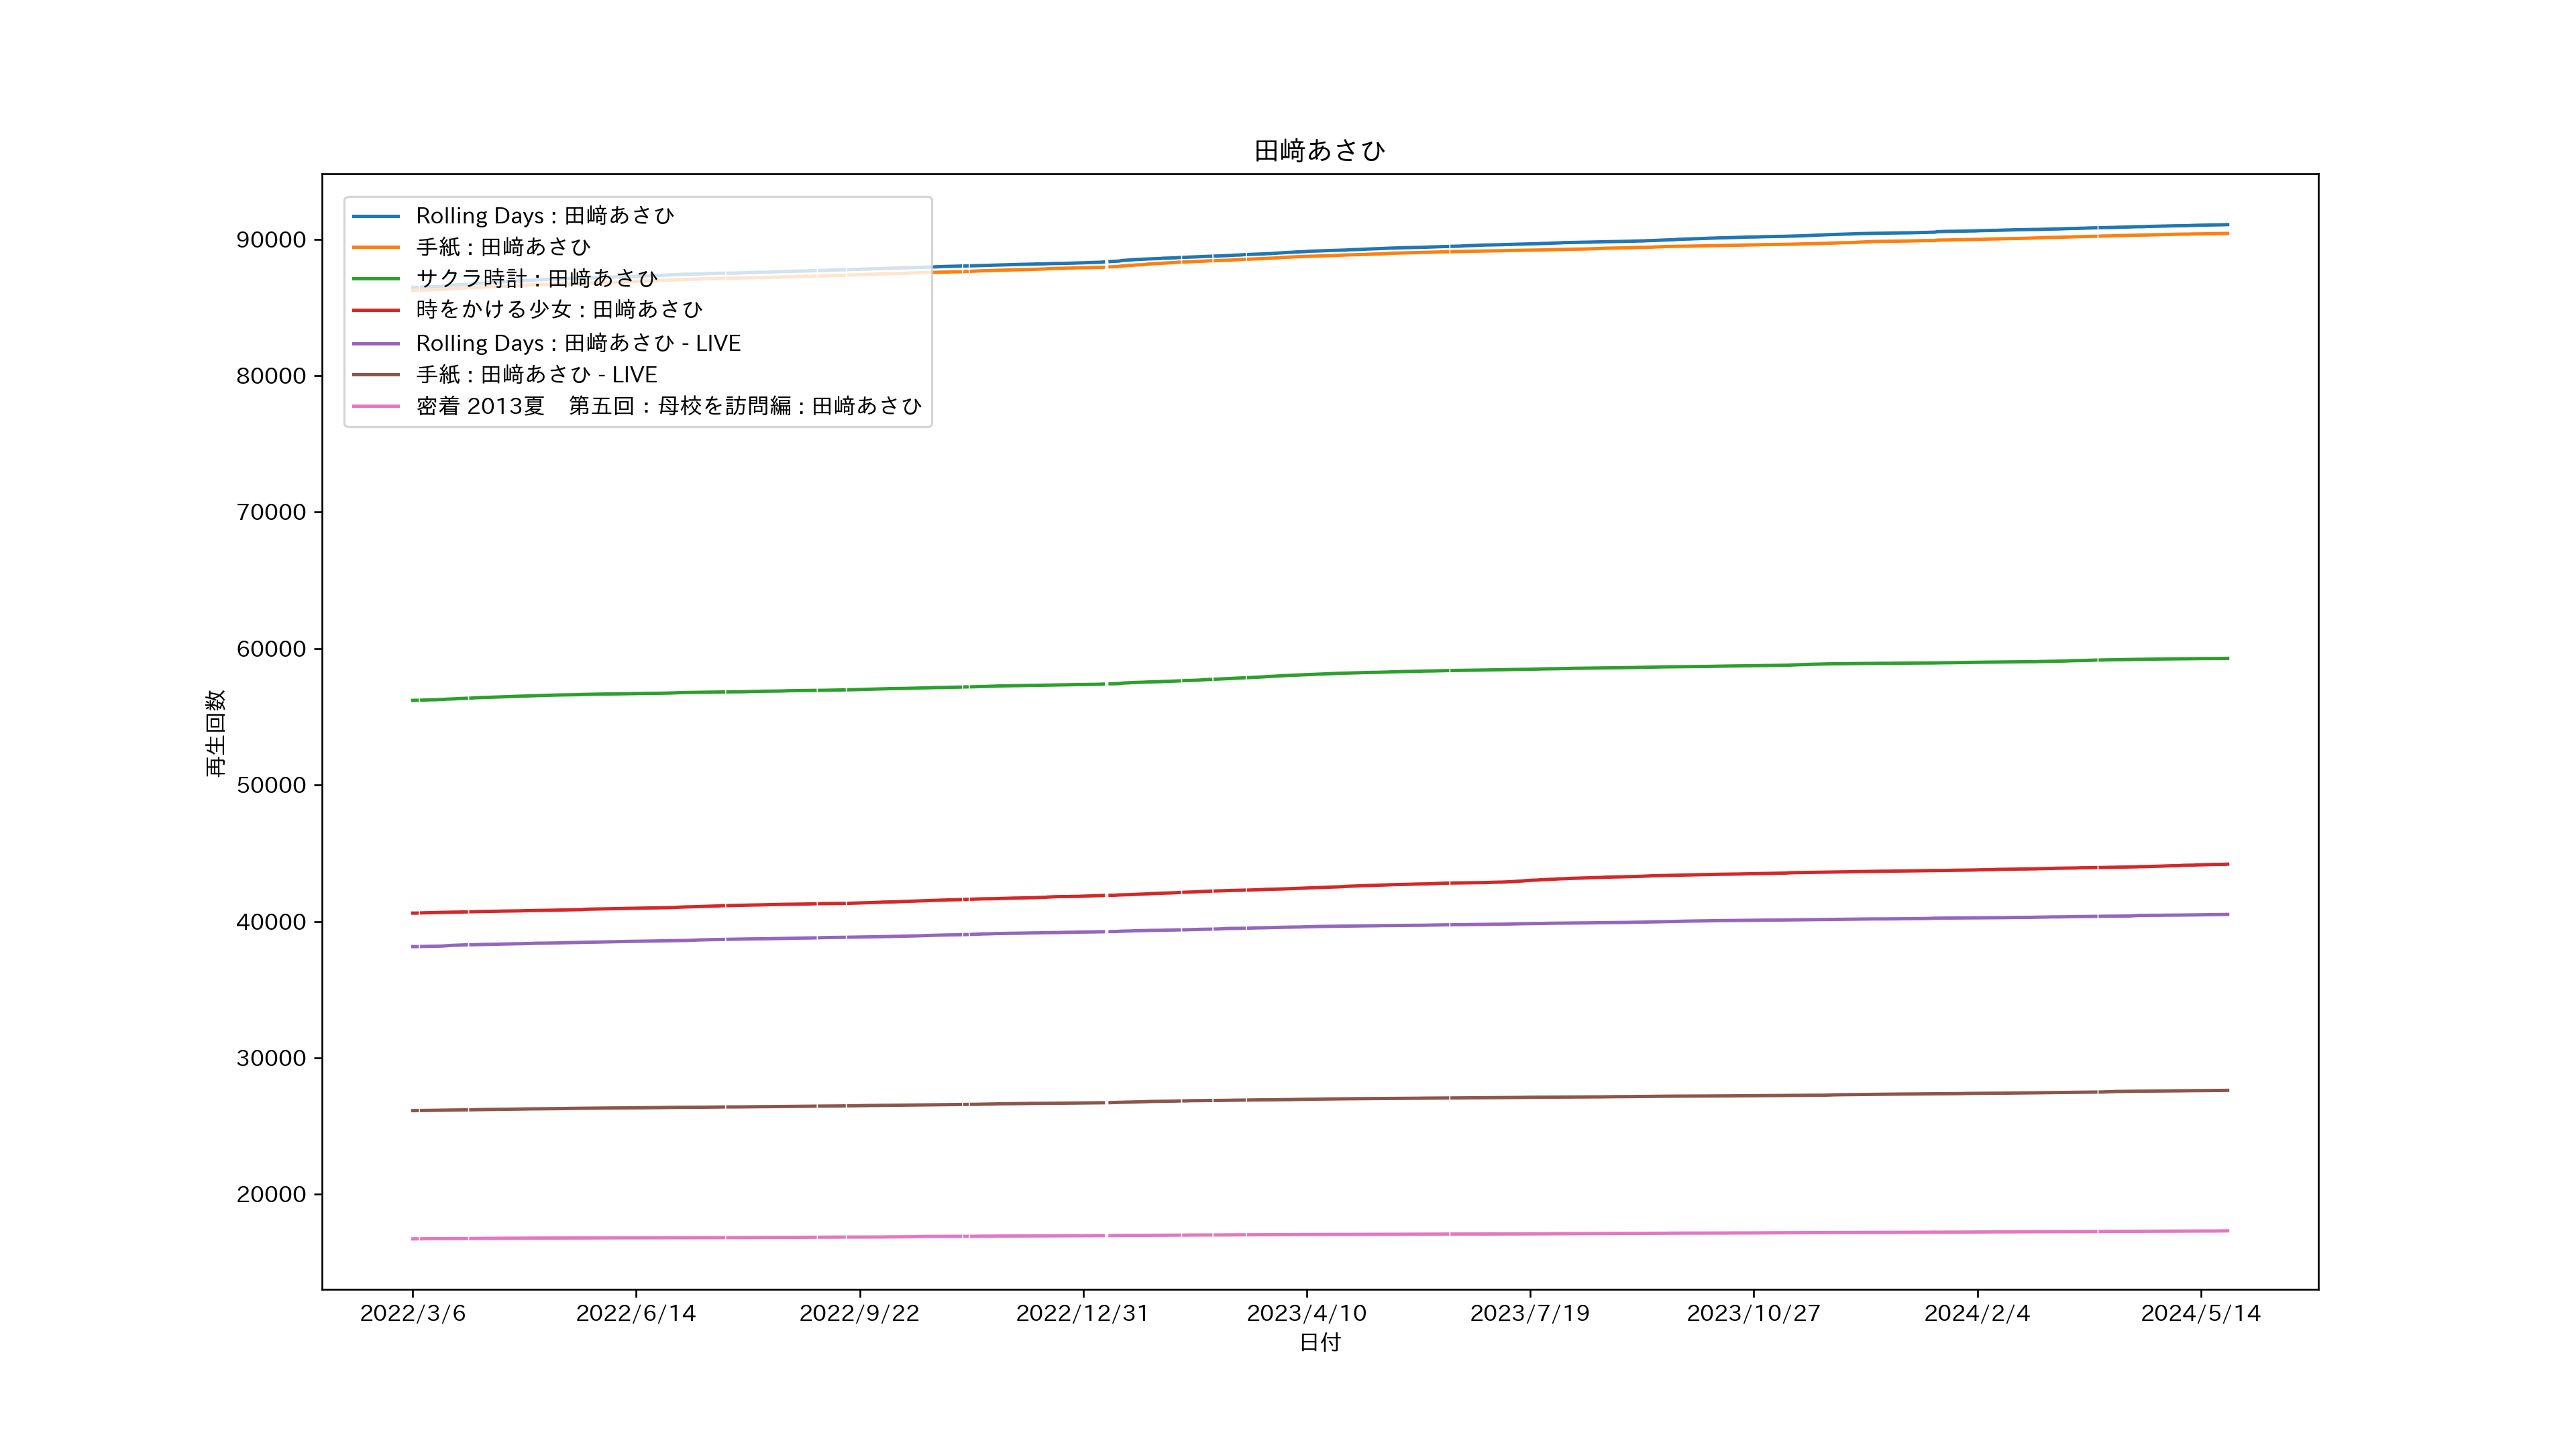 田﨑あさひ
Rolling Days : 田﨑あさひ
手紙 : 田﨑あさひ
サクラ時計 : 田﨑あさひ
時をかける少女 : 田﨑あさひ
Rolling Days : 田﨑あさひ - LIVE
手紙 : 田﨑あさひ - LIVE
密着 2013夏　第五回：母校を訪問編 : 田﨑あさひ
90000
80000
70000
60000
50000
40000
30000
20000
再生回数
2022/3/6 2022/6/14 2022/9/22 2022/12/31 2023/4/10 2023/7/19 2023/10/27 2024/2/4 2024/5/14
日付